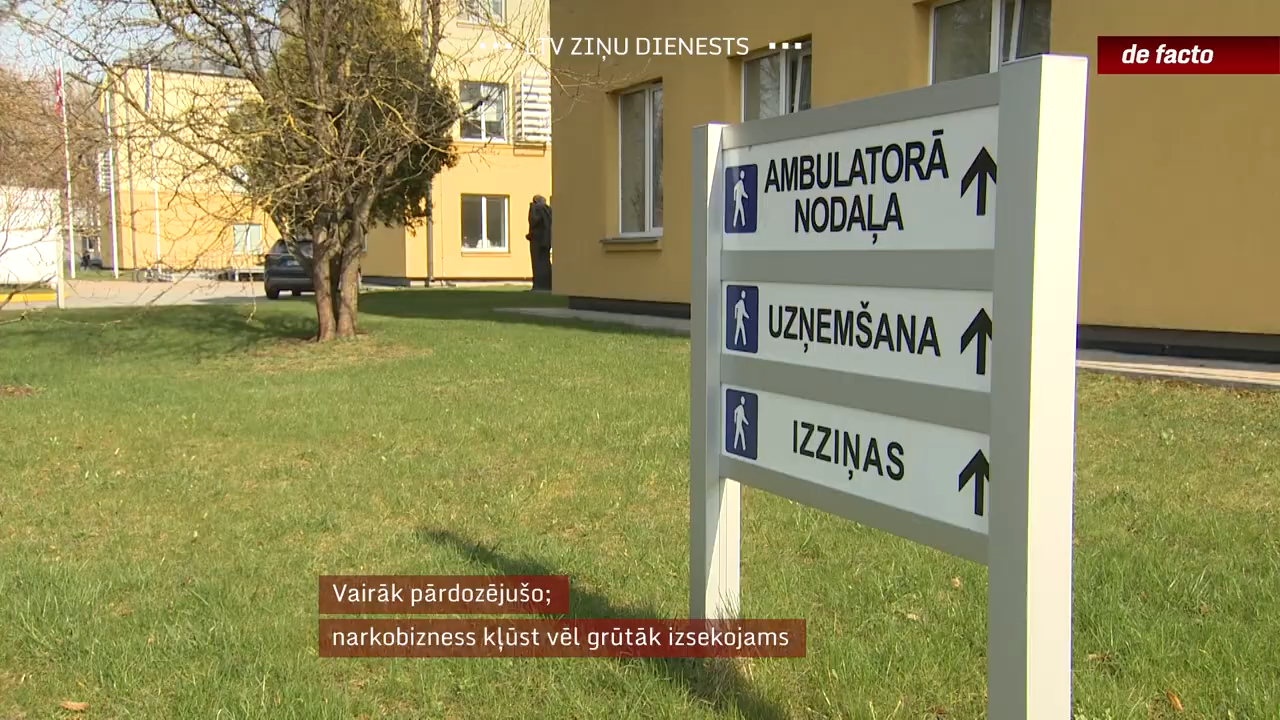 LTV ZIŅU DIENESTS
de facto
AMBULATORĀ
NODAĻA
UZŅEMŠANA
IZZIŅAS
Vairāk pārdozējušo;
narkobizness kļūst vēl grūtāk izsekojams